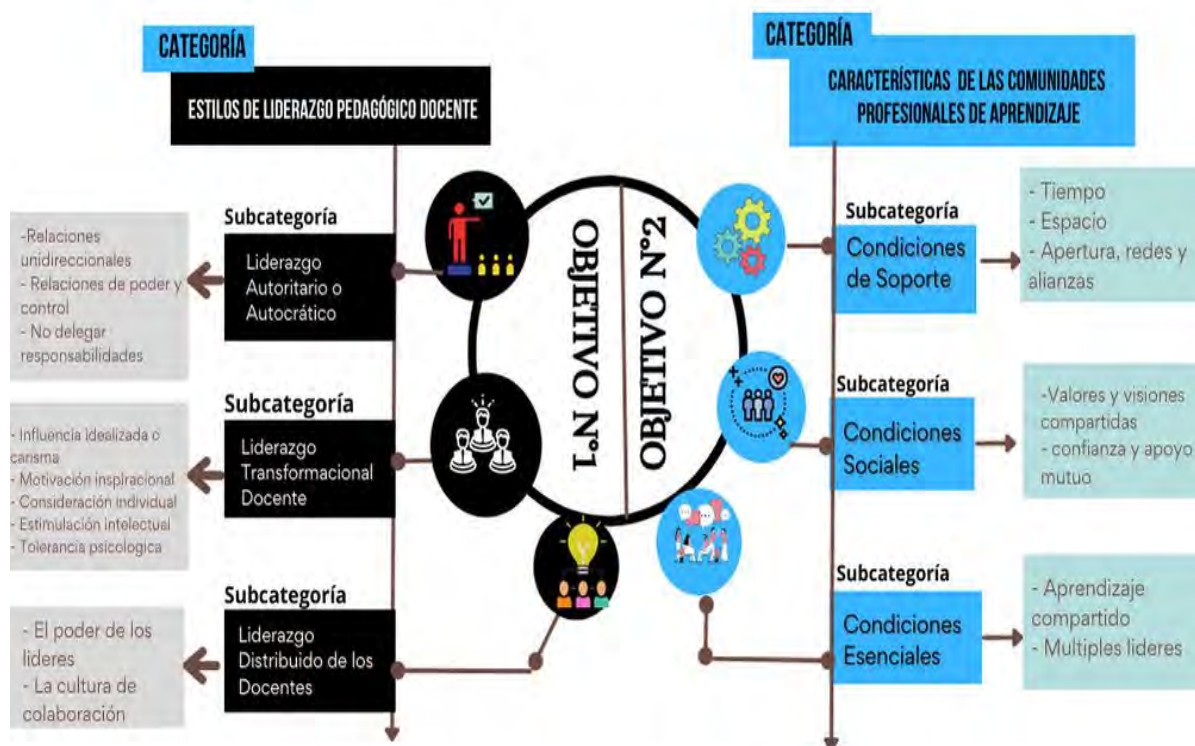 CATEGORÍA
ESTILOS DE LIDERAZGO PEDAGÓGICO DOCENTE
Subcategoría
Liderazgo
Autoritario o
Autocrático
-Relaciones
unidireccionales
- Relaciones de poder y
control
- No delegar
responsabilidades
Subcategoría
Liderazgo
Transformacional
Docente
- Influencia idealizada o
carisma
- Motivación inspiracional
- Consideración individual
- Estimulación intelectual
- Tolerancia psicologica
Subcategoría
Liderazgo
Distribuido de los
Docentes
- El poder de los
lideres
- La cultura de
colaboración
OBJETIVO N°1
OBJETIVO N°2
CATEGORÍA
CARACTERÍSTICAS DE LAS COMUNIDADES
PROFESIONALES DE APRENDIZAJE
Subcategoría
Condiciones
de Soporte
- Tiempo
- Espacio
- Apertura, redes y
alianzas
Subcategoría
Condiciones
Sociales
-Valores y visiones
compartidas
- confianza y apoyo
mutuo
Subcategoría
Condiciones
Esenciales
- Aprendizaje
compartido
- Multiples lideres